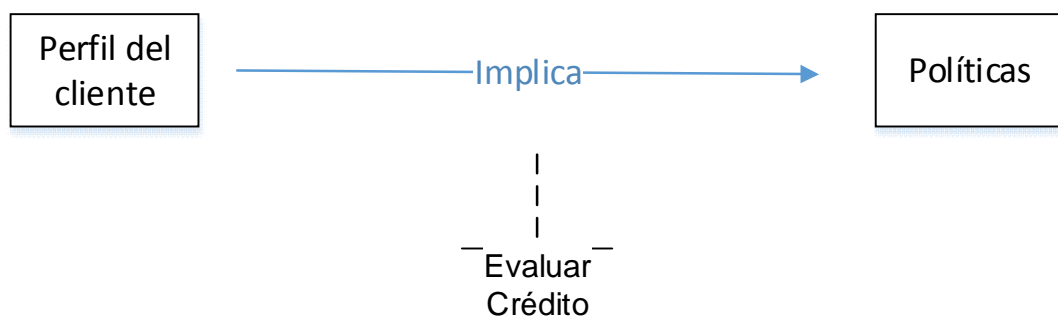 Perfil del
cliente
Implica
Políticas
Evaluar
Crédito